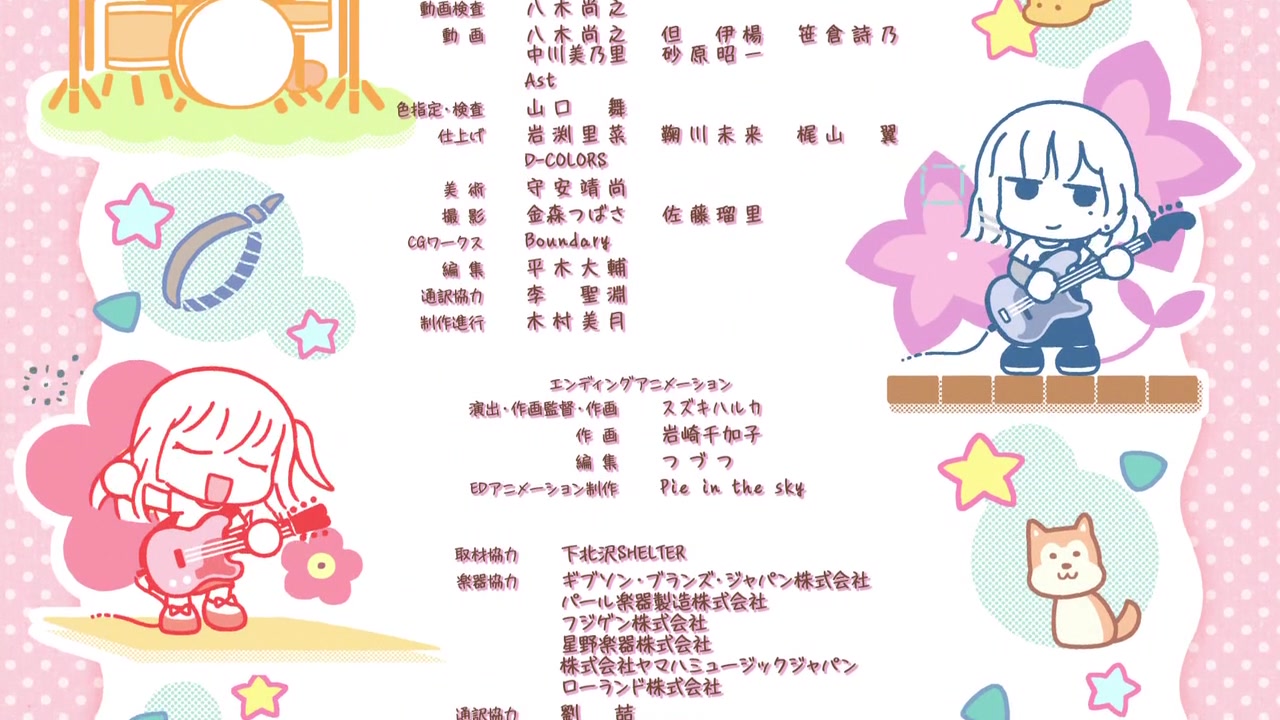 動画検査 八木尚之
動画 八木尚之 但 伊楊 笹倉詩乃
中川美乃里 砂原昭一
Ast
色指定・検査 山口 舞
仕上げ 岩渕里菜 鞠川未来 梶山 翼
D-COLORS
美術 守安靖尚
撮影 金森つばさ 佐藤瑠里
CGワークス Boundary
編集 平木大輔
通訳協力 李 聖淵
制作進行 木村美月
エンディングアニメーション
演出・作画監督・作画 スズキハルカ
作画 岩崎千加子
編集 つづつ
EDアニメーション制作 Pie in the sky
取材協力 下北沢SHELTER
楽器協力 ギブソン・ブランズ・ジャパン株式会社
パール楽器製造株式会社
フジゲン株式会社
星野楽器株式会社
株式会社ヤマハミュージックジャパン
ローランド株式会社
通訳協力 劉 喆